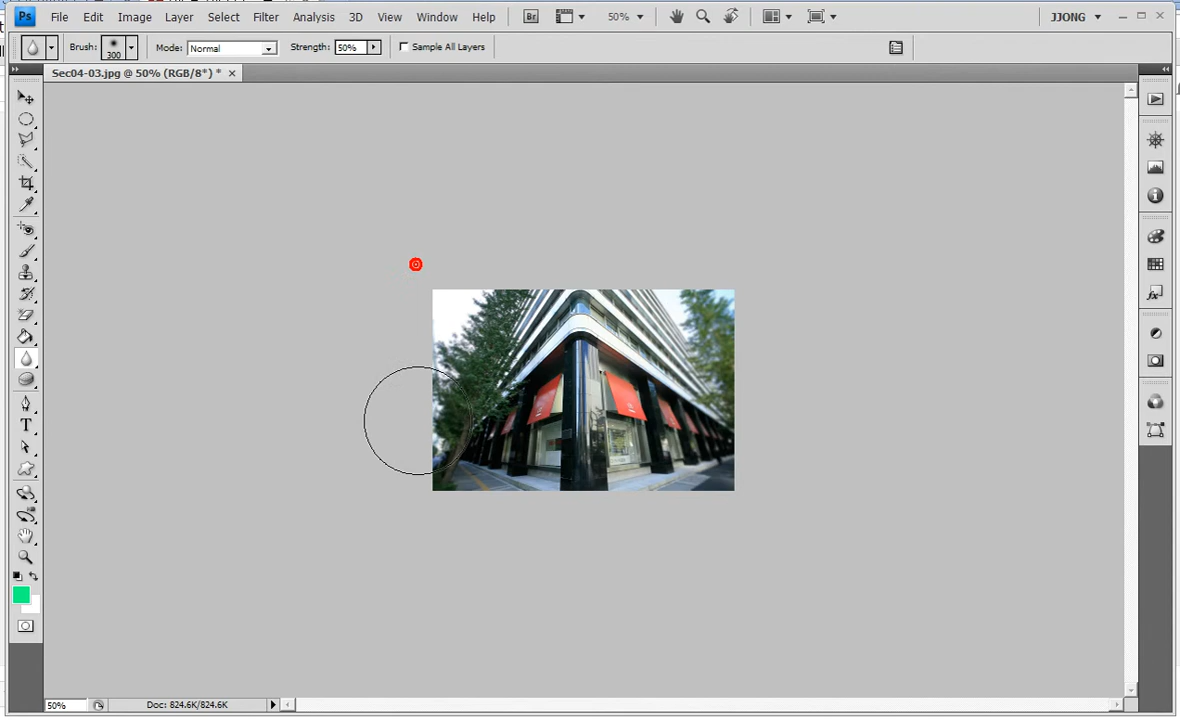 Ps File Edit Image Layer Select Filter Analysis 3D View Window Help Br 50% JJONG
Brush: 300 Mode: Normal Strength: 50% Sample All Layers
Sec04-03.jpg @ 50% (RGB/8*) *
T
50% Doc: 824.6K/824.6K